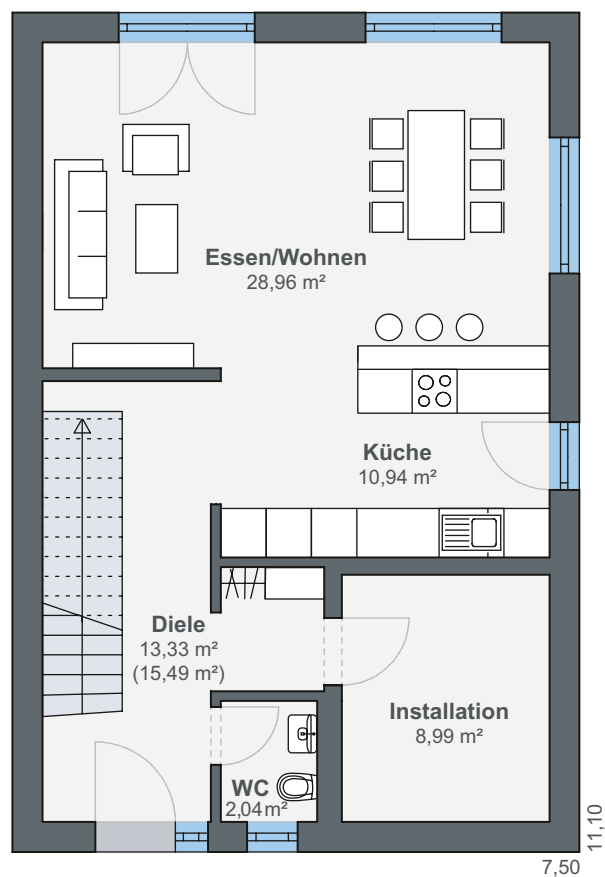 Essen/Wohnen
28,96 m²
Küche
10,94 m²
Diele
13,33 m²
(15,49 m²)
Installation
8,99 m²
WC
2,04 m²
11,10
7,50